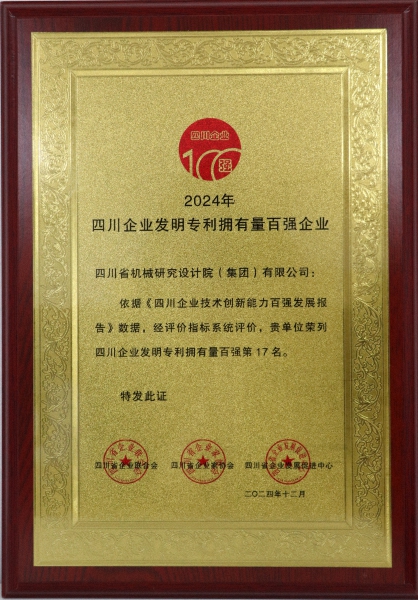 四川企业
100强
2024年
四川企业发明专利拥有量百强企业
四川省机械研究设计院（集团）有限公司：
依据《四川企业技术创新能力百强发展报
告》数据，经评价指标系统评价，贵单位荣列
四川企业发明专利拥有量百强第17名。
特发此证
四川省企业联合会 四川省企业家协会 四川省企业发展促进中心
二〇二四年十二月